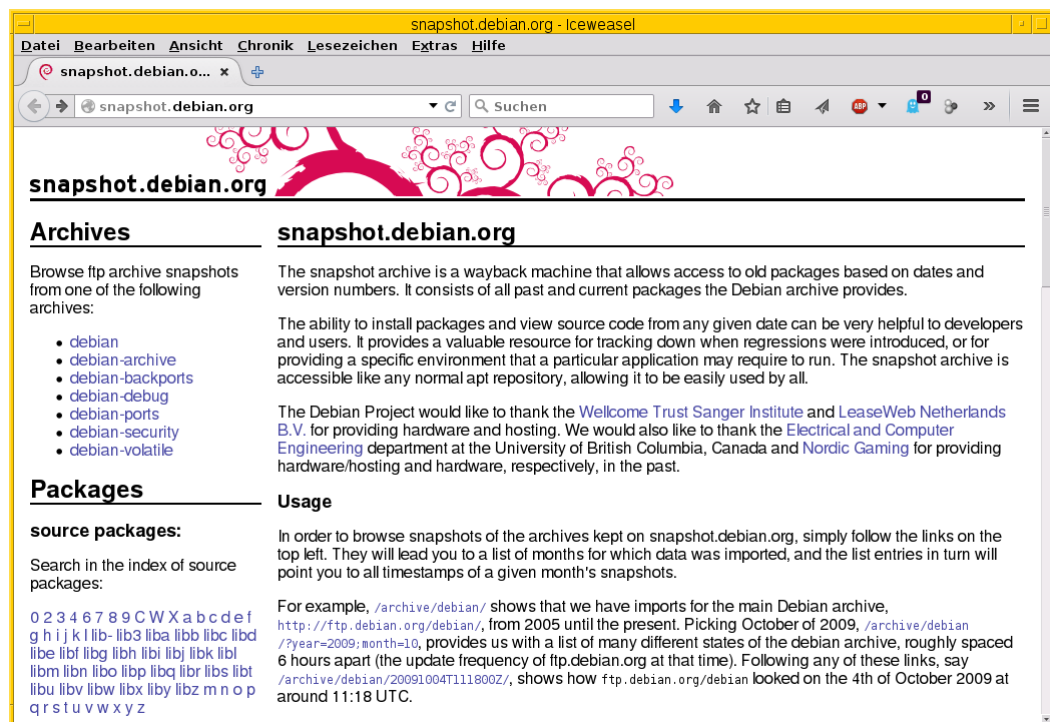 snapshot.debian.org - Iceweasel
Datei Bearbeiten Ansicht Chronik Lesezeichen Extras Hilfe
snapshot.debian.o...
snapshot.debian.org
Suchen
ABP
0
snapshot.debian.org
Archives
Browse ftp archive snapshots
from one of the following
archives:
debian
debian-archive
debian-backports
debian-debug
debian-ports
debian-security
debian-volatile
Packages
source packages:
Search in the index of source
packages:
0 2 3 4 6 7 8 9 C W X a b c d e f
g h i j k l lib- lib3 liba libb libc libd
libe libf libg libh libi libj libk libl
libm libn libo libp libq libr libs libt
libu libv libw libx liby libz m n o p
q r s t u v w x y z
snapshot.debian.org
The snapshot archive is a wayback machine that allows access to old packages based on dates and
version numbers. It consists of all past and current packages the Debian archive provides.
The ability to install packages and view source code from any given date can be very helpful to developers
and users. It provides a valuable resource for tracking down when regressions were introduced, or for
providing a specific environment that a particular application may require to run. The snapshot archive is
accessible like any normal apt repository, allowing it to be easily used by all.
The Debian Project would like to thank the Wellcome Trust Sanger Institute and LeaseWeb Netherlands
B.V. for providing hardware and hosting. We would also like to thank the Electrical and Computer
Engineering department at the University of British Columbia, Canada and Nordic Gaming for providing
hardware/hosting and hardware, respectively, in the past.
Usage
In order to browse snapshots of the archives kept on snapshot.debian.org, simply follow the links on the
top left. They will lead you to a list of months for which data was imported, and the list entries in turn will
point you to all timestamps of a given month's snapshots.
For example, /archive/debian/ shows that we have imports for the main Debian archive,
http://ftp.debian.org/debian/, from 2005 until the present. Picking October of 2009, /archive/debian
/?year=2009;month=10, provides us with a list of many different states of the debian archive, roughly spaced
6 hours apart (the update frequency of ftp.debian.org at that time). Following any of these links, say
/archive/debian/20091004T111800Z/, shows how ftp.debian.org/debian looked on the 4th of October 2009 at
around 11:18 UTC.